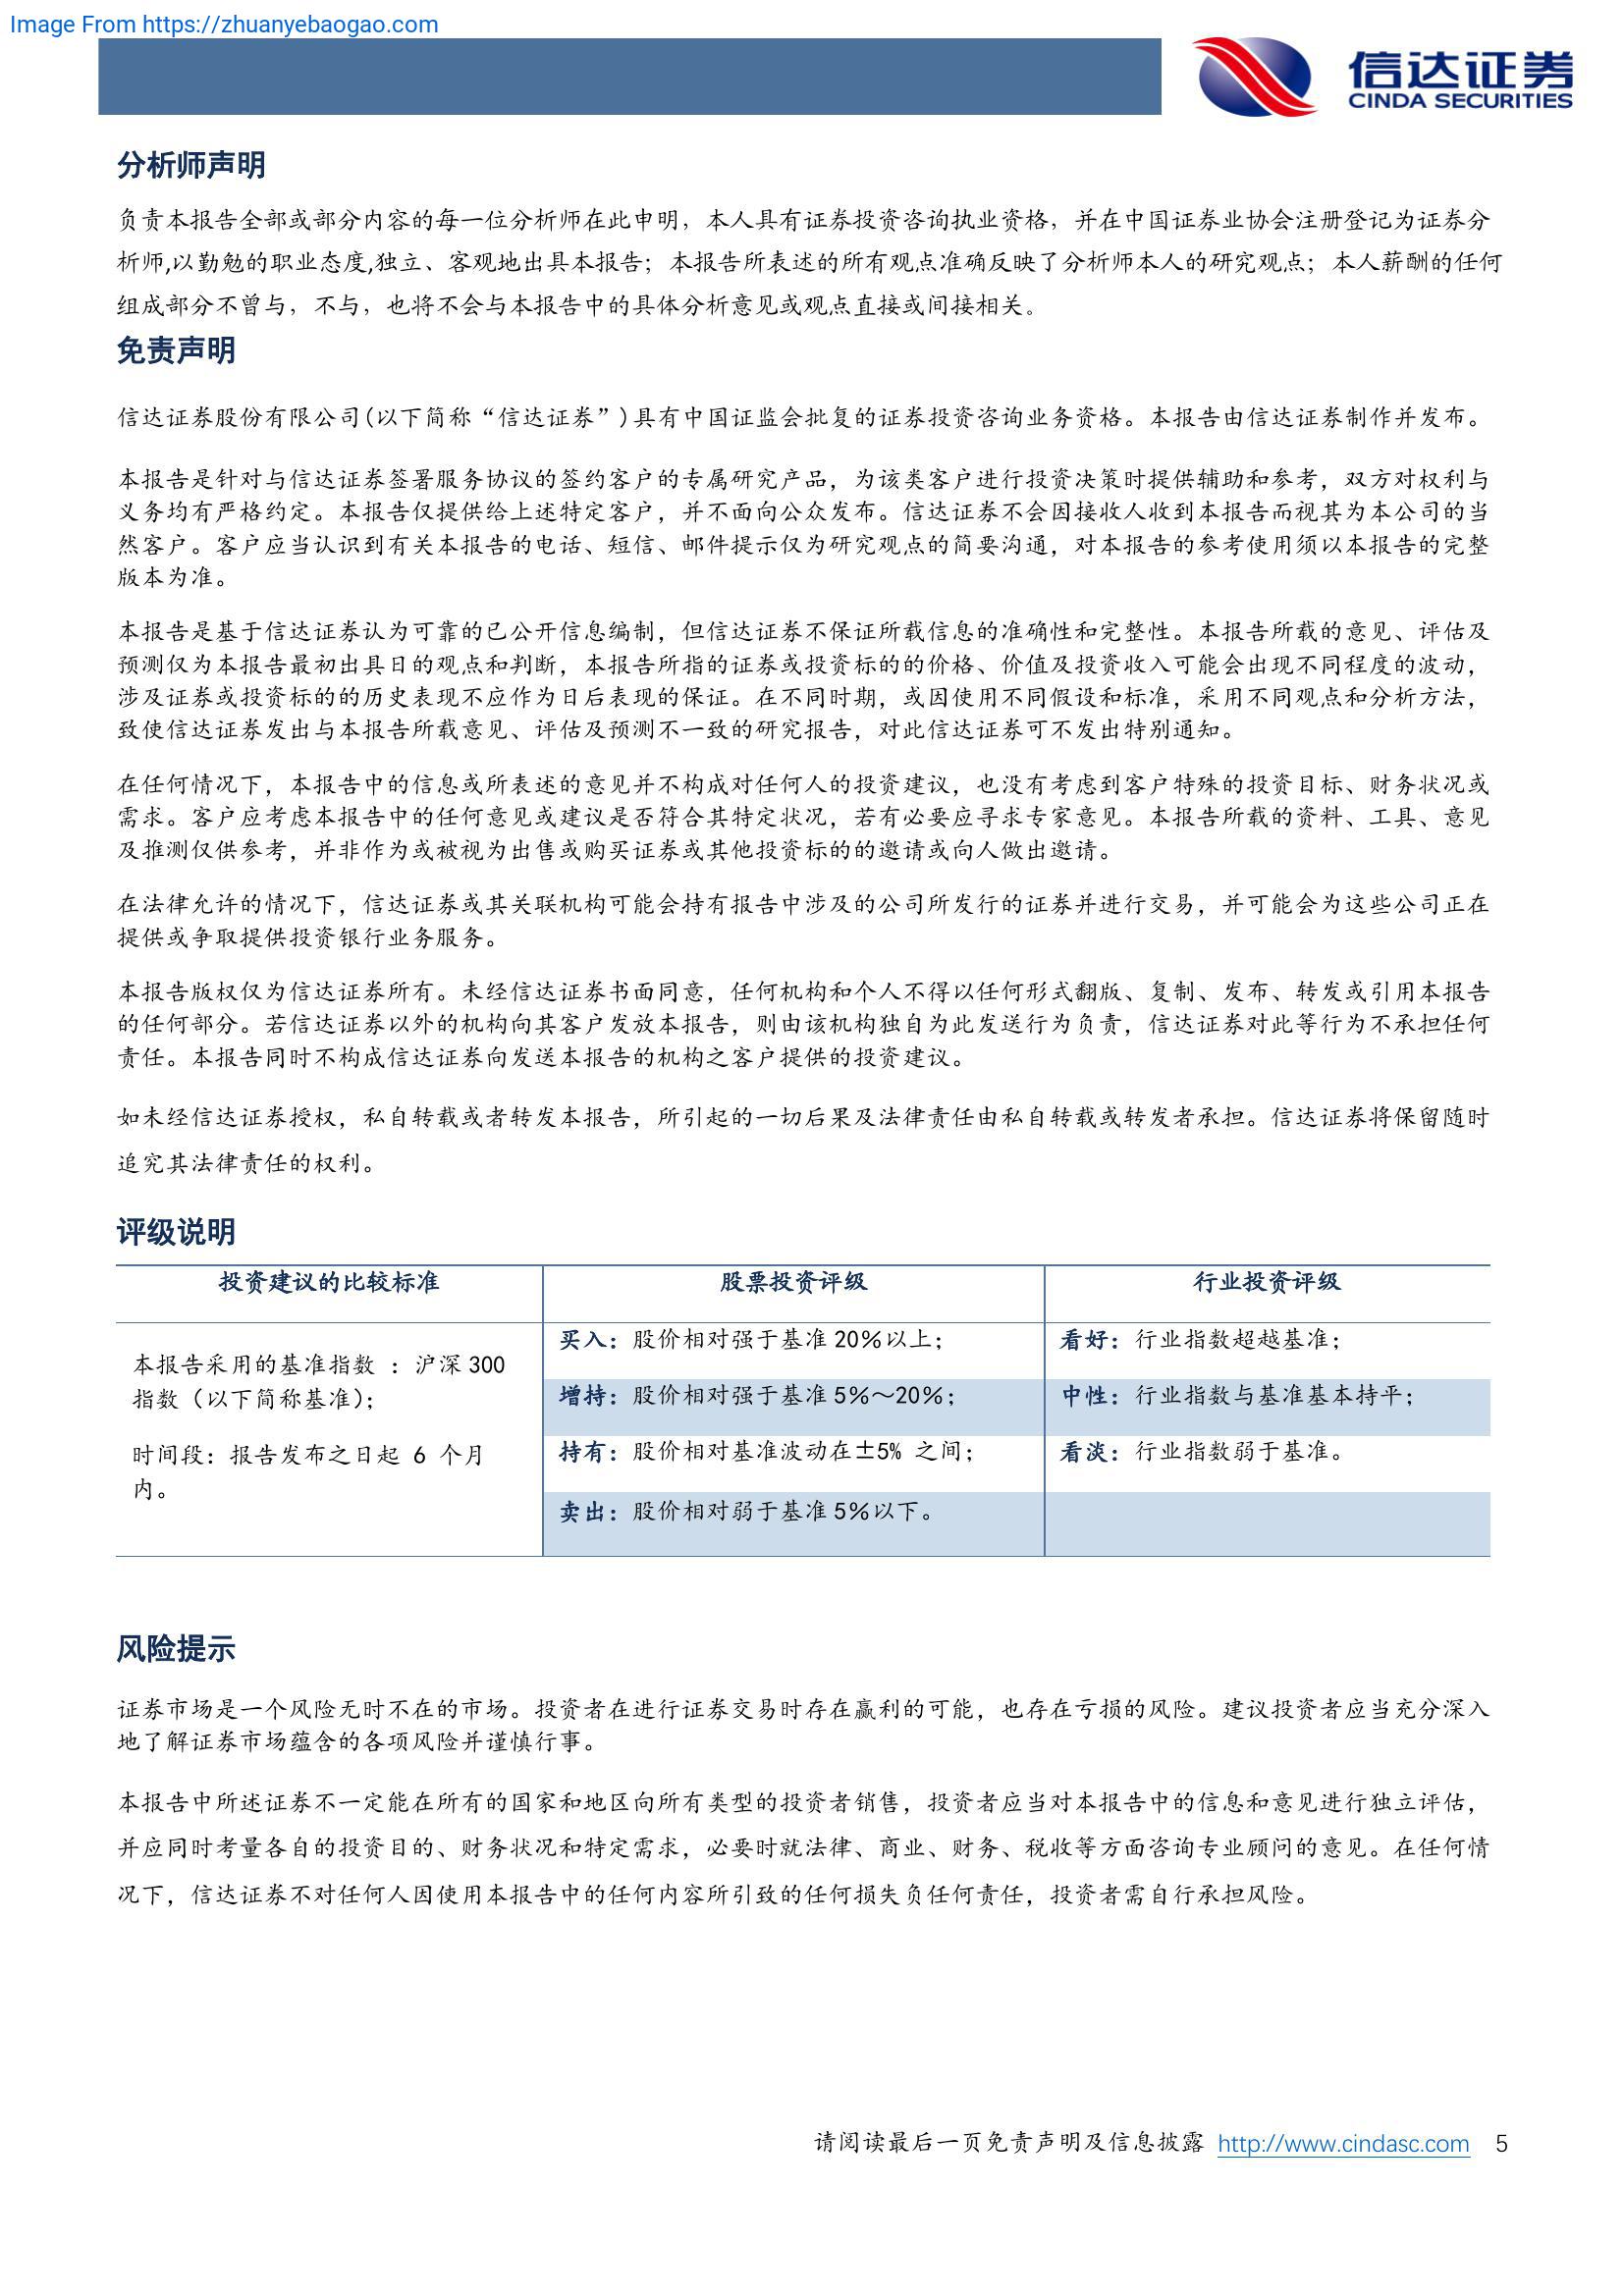 Image From https://zhuanyebaogao.com
信达证券
CINDA SECURITIES
分析师声明
负责本报告全部或部分内容的每一位分析师在此申明，本人具有证券投资咨询执业资格，并在中国证券业协会注册登记为证券分
析师,以勤勉的职业态度,独立、客观地出具本报告；本报告所表述的所有观点准确反映了分析师本人的研究观点；本人薪酬的任何
组成部分不曾与，不与，也将不会与本报告中的具体分析意见或观点直接或间接相关。
免责声明
信达证券股份有限公司(以下简称“信达证券”)具有中国证监会批复的证券投资咨询业务资格。本报告由信达证券制作并发布。
本报告是针对与信达证券签署服务协议的签约客户的专属研究产品，为该类客户进行投资决策时提供辅助和参考，双方对权利与
义务均有严格约定。本报告仅提供给上述特定客户，并不面向公众发布。信达证券不会因接收人收到本报告而视其为本公司的当
然客户。客户应当认识到有关本报告的电话、短信、邮件提示仅为研究观点的简要沟通，对本报告的参考使用须以本报告的完整
版本为准。
本报告是基于信达证券认为可靠的已公开信息编制，但信达证券不保证所载信息的准确性和完整性。本报告所载的意见、评估及
预测仅为本报告最初出具日的观点和判断，本报告所指的证券或投资标的的价格、价值及投资收入可能会出现不同程度的波动，
涉及证券或投资标的的历史表现不应作为日后表现的保证。在不同时期，或因使用不同假设和标准，采用不同观点和分析方法，
致使信达证券发出与本报告所载意见、评估及预测不一致的研究报告，对此信达证券可不发出特别通知。
在任何情况下，本报告中的信息或所表述的意见并不构成对任何人的投资建议，也没有考虑到客户特殊的投资目标、财务状况或
需求。客户应考虑本报告中的任何意见或建议是否符合其特定状况，若有必要应寻求专家意见。本报告所载的资料、工具、意见
及推测仅供参考，并非作为或被视为出售或购买证券或其他投资标的的邀请或向人做出邀请。
在法律允许的情况下，信达证券或其关联机构可能会持有报告中涉及的公司所发行的证券并进行交易，并可能会为这些公司正在
提供或争取提供投资银行业务服务。
本报告版权仅为信达证券所有。未经信达证券书面同意，任何机构和个人不得以任何形式翻版、复制、发布、转发或引用本报告
的任何部分。若信达证券以外的机构向其客户发放本报告，则由该机构独自为此发送行为负责，信达证券对此等行为不承担任何
责任。本报告同时不构成信达证券向发送本报告的机构之客户提供的投资建议。
如未经信达证券授权，私自转载或者转发本报告，所引起的一切后果及法律责任由私自转载或转发者承担。信达证券将保留随时
追究其法律责任的权利。
评级说明
投资建议的比较标准
股票投资评级
行业投资评级
本报告采用的基准指数 ：沪深 300
指数（以下简称基准）；
时间段：报告发布之日起 6 个月
内。
买入：股价相对强于基准 20％以上；
看好：行业指数超越基准；
增持：股价相对强于基准 5％～20％；
中性：行业指数与基准基本持平；
持有：股价相对基准波动在±5% 之间；
看淡：行业指数弱于基准。
卖出：股价相对弱于基准 5％以下。
风险提示
证券市场是一个风险无时不在的市场。投资者在进行证券交易时存在赢利的可能，也存在亏损的风险。建议投资者应当充分深入
地了解证券市场蕴含的各项风险并谨慎行事。
本报告中所述证券不一定能在所有的国家和地区向所有类型的投资者销售，投资者应当对本报告中的信息和意见进行独立评估，
并应同时考量各自的投资目的、财务状况和特定需求，必要时就法律、商业、财务、税收等方面咨询专业顾问的意见。在任何情
况下，信达证券不对任何人因使用本报告中的任何内容所引致的任何损失负任何责任，投资者需自行承担风险。
请阅读最后一页免责声明及信息披露 http://www.cindasc.com 5